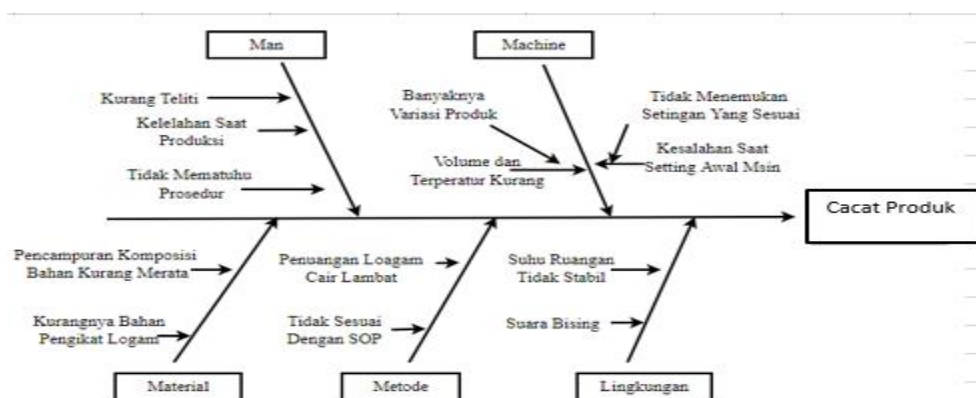 Man
Machine
Kurang Teliti
Kelelahan Saat
Produksi
Tidak Mematuhu
Prosedur
Banyaknya
Variasi Produk
Volume dan
Terperatur Kurang
Tidak Menemukan
Setingan Yang Sesuai
Kesalahan Saat
Setting Awal Msin
Cacat Produk
Pencampuran Komposisi
Bahan Kurang Merata
Kurangnya Bahan
Pengikat Logam
Penuangan Loagam
Cair Lambat
Tidak Sesuai
Dengan SOP
Suhu Ruangan
Tidak Stabil
Suara Bising
Material
Metode
Lingkungan